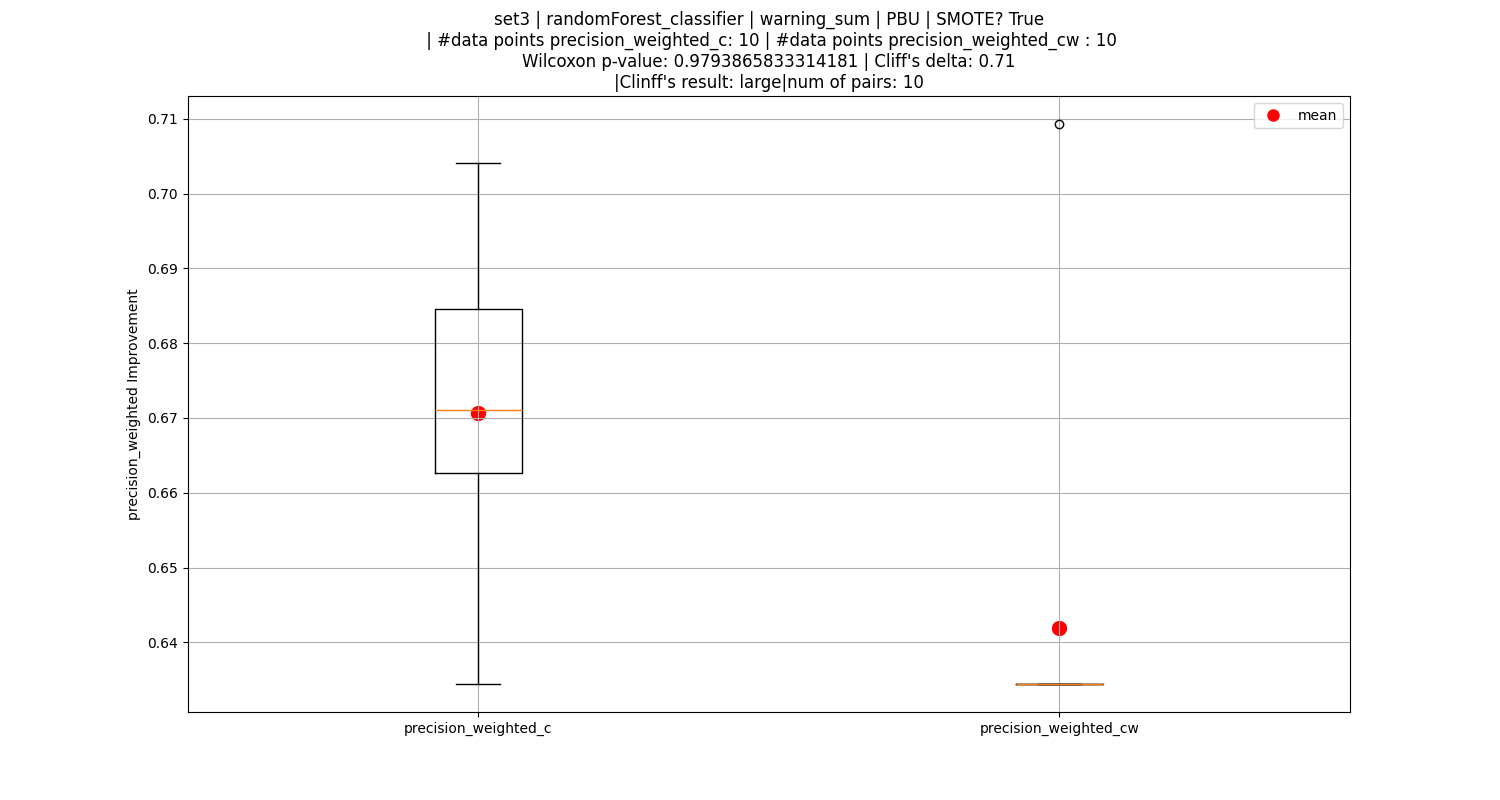 set3 | randomForest_classifier | warning_sum | PBU | SMOTE? True
| #data points precision_weighted_c: 10 | #data points precision_weighted_cw : 10
Wilcoxon p-value: 0.9793865833314181 | Cliff's delta: 0.71
|Clinff's result: large|num of pairs: 10
mean
0.71
0.70
0.69
0.68
0.67
0.66
0.65
0.64
precision_weighted Improvement
precision_weighted_c
precision_weighted_cw